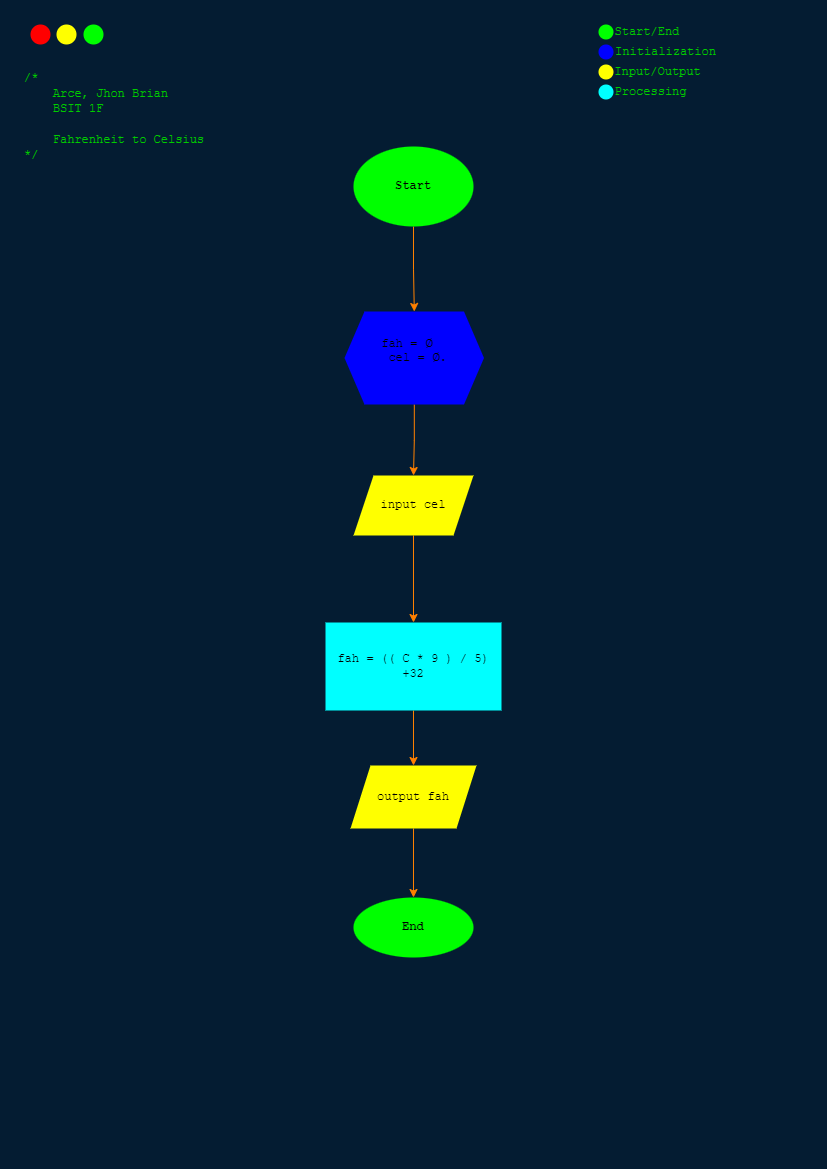 /*
Arce, Jhon Brian
BSIT 1F
Fahrenheit to Celsius
*/
Start/End
Initialization
Input/Output
Processing
Start
fah = 0
cel = 0.
input cel
fah = (( C * 9 ) / 5)
+32
output fah
End